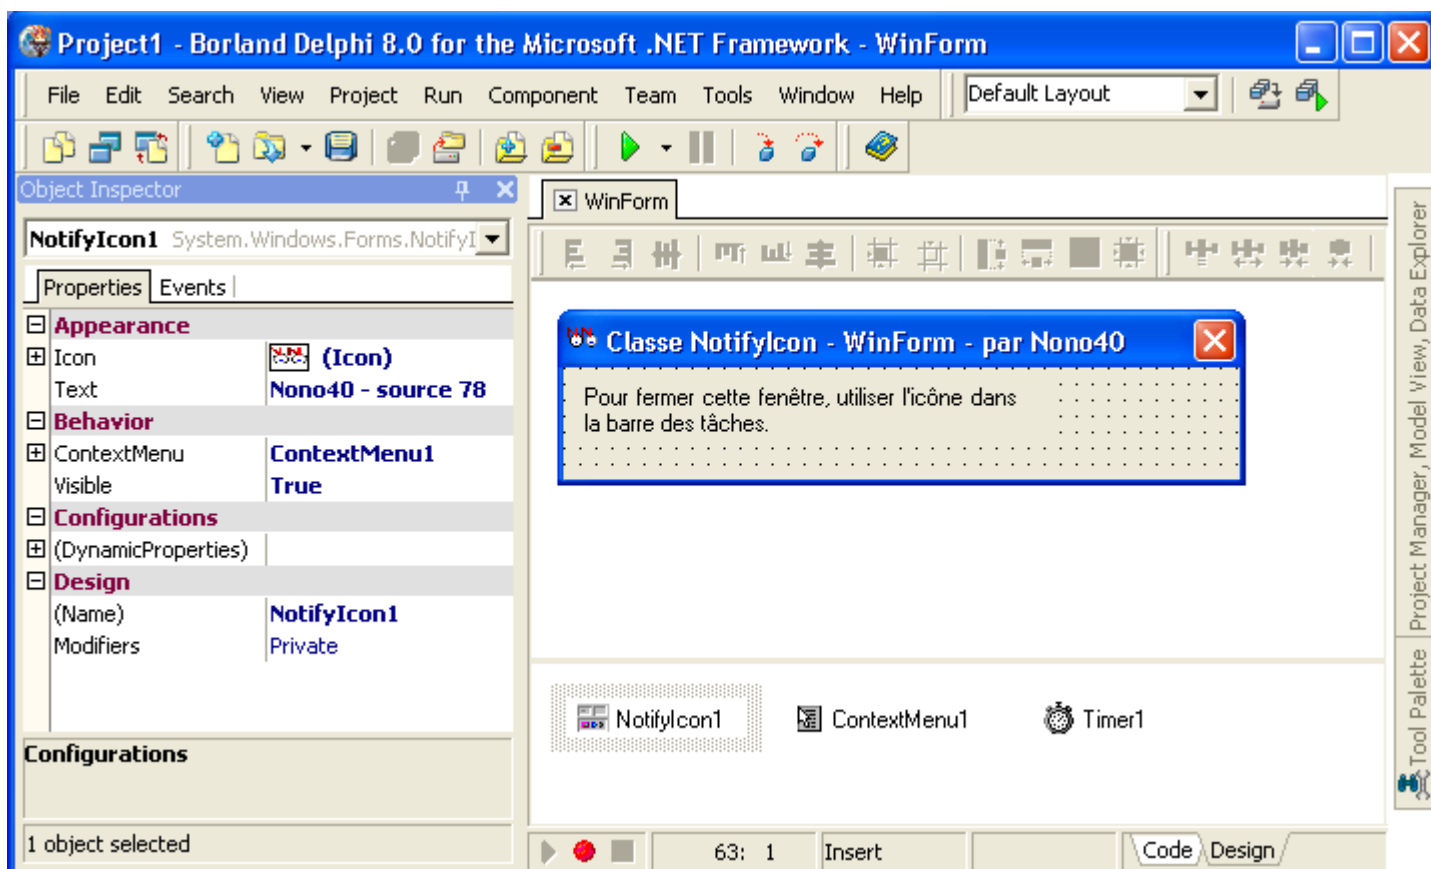 Project1 - Borland Delphi 8.0 for the Microsoft .NET Framework - WinForm
File Edit Search View Project Run Component Team Tools Window Help Default Layout
Object Inspector
NotifyIcon1 System.Windows.Forms.NotifyI
Properties Events
Appearance
Icon (Icon)
Text Nono40 - source 78
Behavior
ContextMenu ContextMenu1
Visible True
Configurations
(DynamicProperties)
Design
(Name) NotifyIcon1
Modifiers Private
Configurations
1 object selected
WinForm
Classe NotifyIcon - WinForm - par Nono40
Pour fermer cette fenêtre, utiliser l'icône dans
la barre des tâches.
NotifyIcon1 ContextMenu1 Timer1
63: 1 Insert Code Design
Project Manager, Model View, Data Explorer
Tool Palette